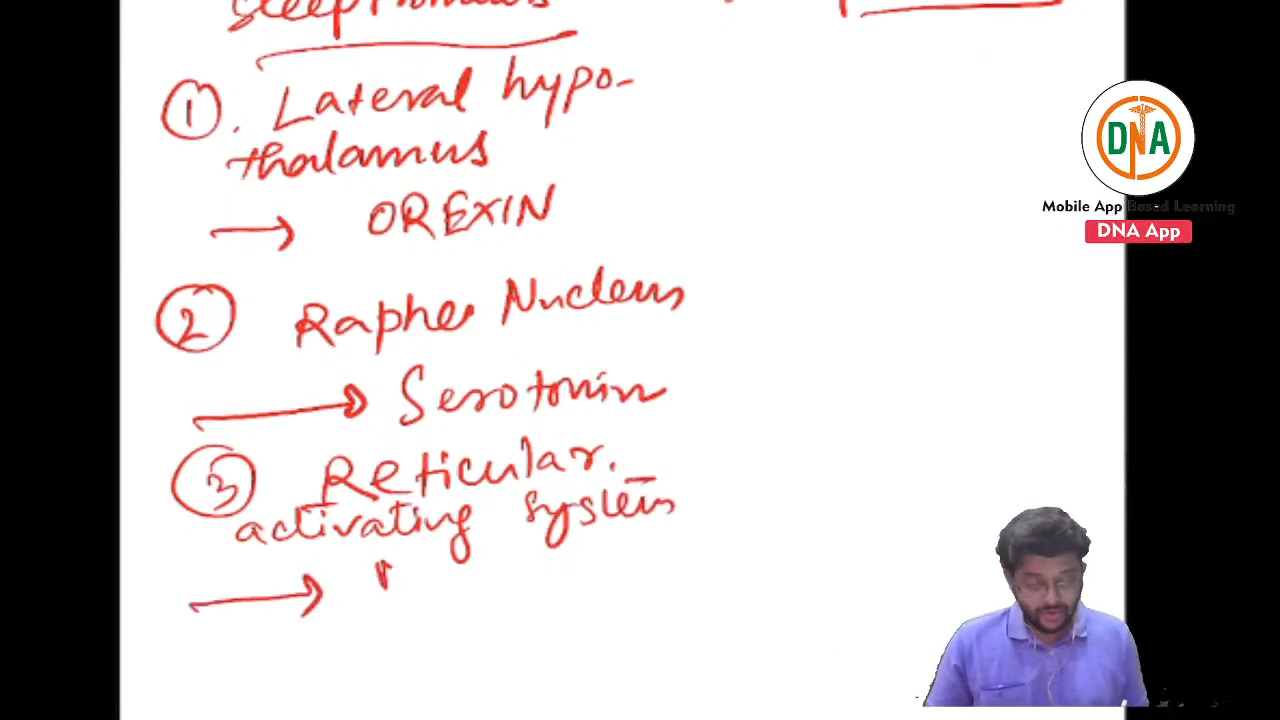 ① . Lateral hypo-
thalamus
→ OREXIN
② Raphe Nucleus
→ Serotonin
③ Reticular.
activating system
→
DNA
Mobile App Based Learning
DNA App